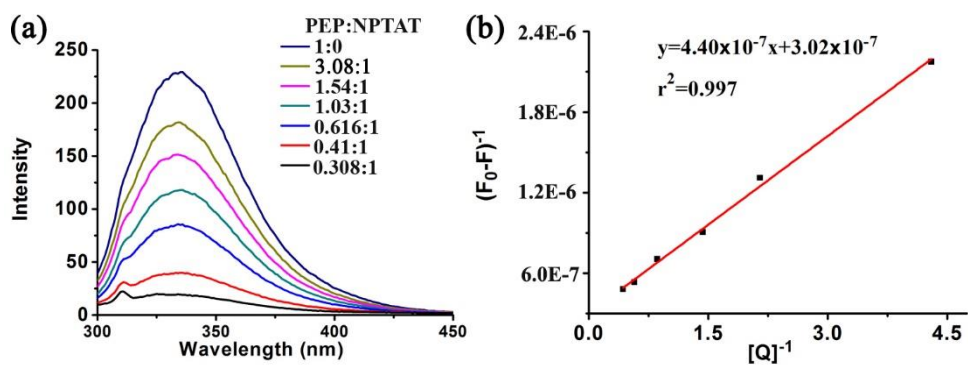 (a)
PEP:NPTAT
1:0
3.08:1
1.54:1
1.03:1
0.616:1
0.41:1
0.308:1
250
200
150
100
50
0
Intensity
300
350
400
450
Wavelength (nm)
(b)
y=4.40x10⁻⁷x+3.02x10⁻⁷
r²=0.997
2.4E-6
1.8E-6
1.2E-6
6.0E-7
(F₀-F)⁻¹
0.0
1.5
3.0
4.5
[Q]⁻¹